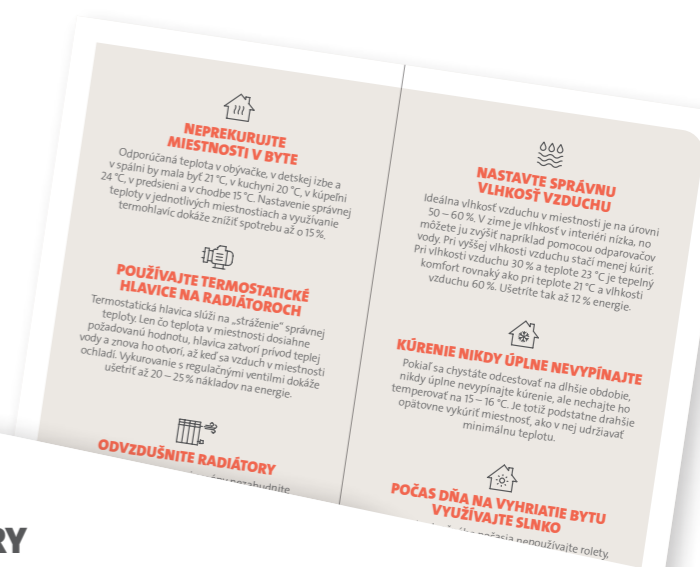 NEPREKURUJTE
MIESTNOSTI V BYTE
Odporúčaná teplota v obývačke, v detskej izbe a
v spálni by mala byť 21 °C, v kuchyni 20 °C, v kúpeľni
24 °C, v predsieni a v chodbe 15 °C. Nastavenie správnej
teploty v jednotlivých miestnostiach a využívanie
termohlavíc dokáže znížiť spotrebu až o 15 %.
POUŽÍVAJTE TERMOSTATICKÉ
HLAVICE NA RADIÁTOROCH
Termostatická hlavica slúži na „stráženie“ správnej
teploty. Len čo teplota v miestnosti dosiahne
požadovanú hodnotu, hlavica zatvorí prívod teplej
vody a znova ho otvorí, až keď sa vzduch v miestnosti
ochladí. Vykurovanie s regulačnými ventilmi dokáže
ušetriť až 20 – 25 % nákladov na energie.
ODVZDUŠNITE RADIÁTORY
nezabudnite
NASTAVTE SPRÁVNU
VLHKOSŤ VZDUCHU
Ideálna vlhkosť vzduchu v miestnosti je na úrovni
50 – 60 %. V zime je vlhkosť v interiéri nízka, no
môžete ju zvýšiť napríklad pomocou odparovačov
vody. Pri vyššej vlhkosti vzduchu stačí menej kúriť.
Pri vlhkosti vzduchu 30 % a teplote 23 °C je tepelný
komfort rovnaký ako pri teplote 21 °C a vlhkosti
vzduchu 60 %. Ušetríte tak až 12 % energie.
KÚRENIE NIKDY ÚPLNE NEVYPÍNAJTE
Pokiaľ sa chystáte odcestovať na dlhšie obdobie,
nikdy úplne nevypínajte kúrenie, ale nechajte ho
temperovať na 15 – 16 °C. Je totiž podstatne drahšie
opätovne vykúriť miestnosť, ako v nej udržiavať
minimálnu teplotu.
POČAS DŇA NA VYHRIATIE BYTU
VYUŽÍVAJTE SLNKO
počasia nepoužívajte rolety,
RY